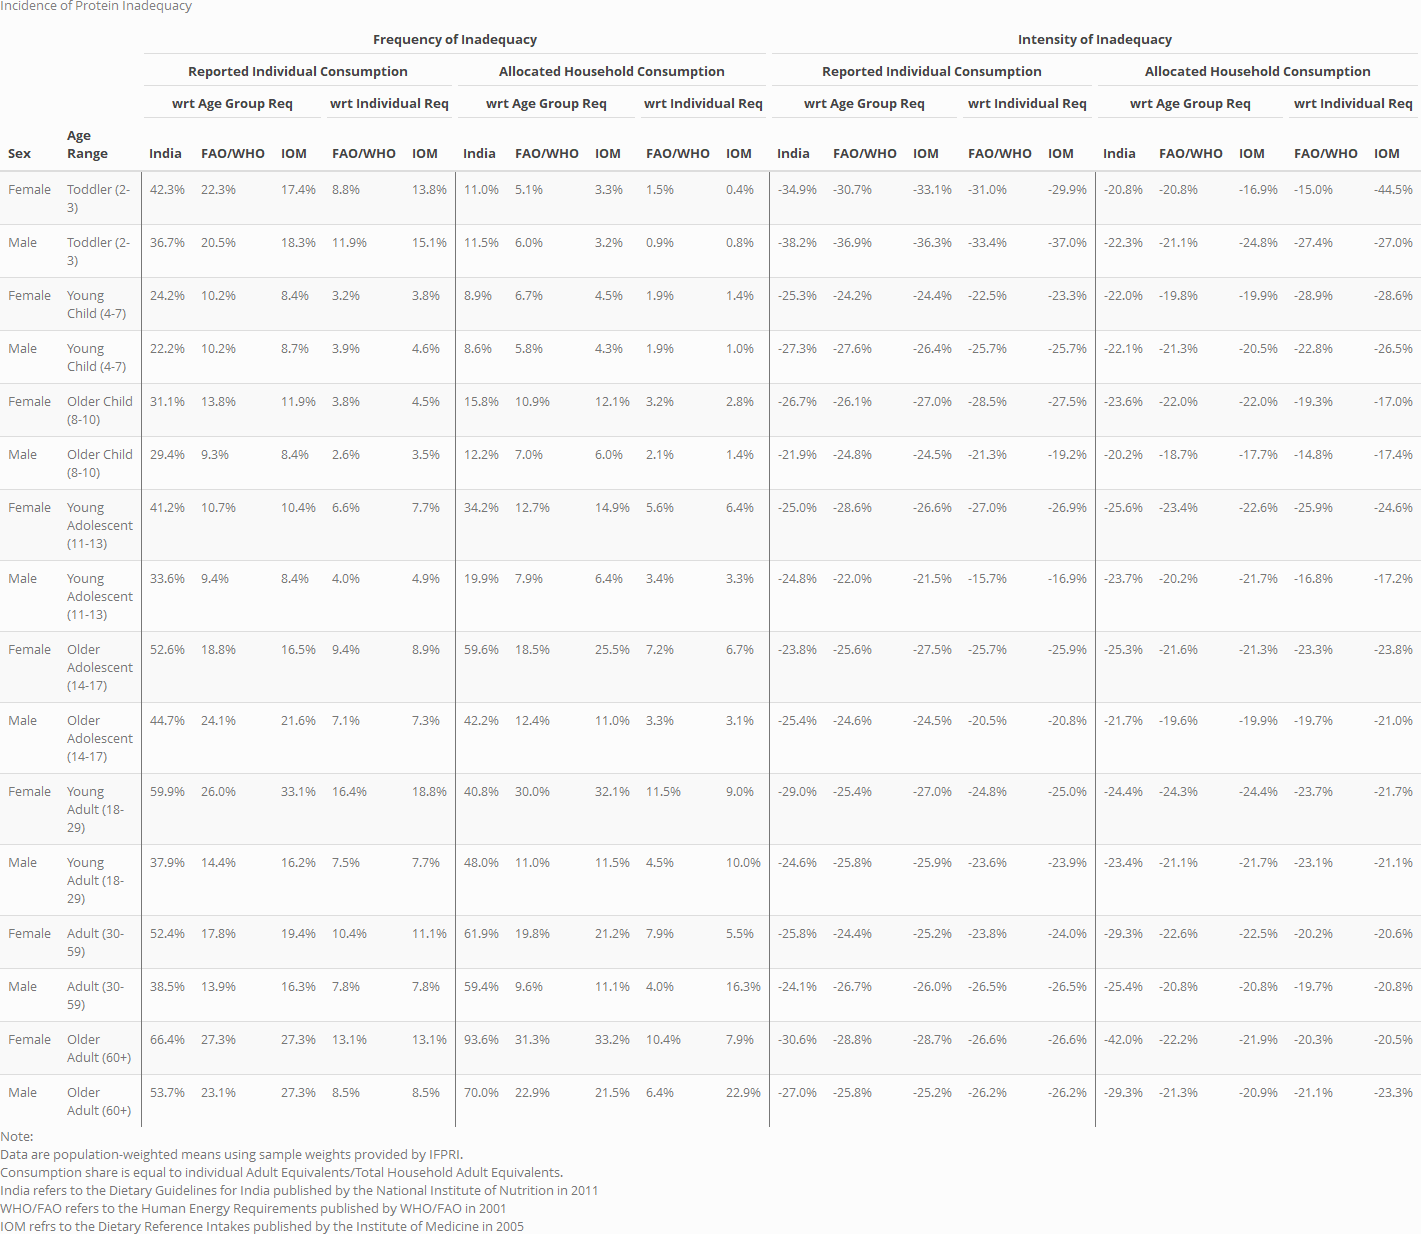 Incidence of Protein Inadequacy
Frequency of Inadequacy Intensity of Inadequacy
Reported Individual Consumption Allocated Household Consumption Reported Individual Consumption Allocated Household Consumption
wrt Age Group Req wrt Individual Req wrt Age Group Req wrt Individual Req wrt Age Group Req wrt Individual Req wrt Age Group Req wrt Individual Req
Sex Age Range India FAO/WHO IOM FAO/WHO IOM India FAO/WHO IOM FAO/WHO IOM India FAO/WHO IOM FAO/WHO IOM India FAO/WHO IOM FAO/WHO IOM
Female Toddler (2-3) 42.3% 22.3% 17.4% 8.8% 13.8% 11.0% 5.1% 3.3% 1.5% 0.4% -34.9% -30.7% -33.1% -31.0% -29.9% -20.8% -20.8% -16.9% -15.0% -44.5%
Male Toddler (2-3) 36.7% 20.5% 18.3% 11.9% 15.1% 11.5% 6.0% 3.2% 0.9% 0.8% -38.2% -36.9% -36.3% -33.4% -37.0% -22.3% -21.1% -24.8% -27.4% -27.0%
Female Young Child (4-7) 24.2% 10.2% 8.4% 3.2% 3.8% 8.9% 6.7% 4.5% 1.9% 1.4% -25.3% -24.2% -24.4% -22.5% -23.3% -22.0% -19.8% -19.9% -28.9% -28.6%
Male Young Child (4-7) 22.2% 10.2% 8.7% 3.9% 4.6% 8.6% 5.8% 4.3% 1.9% 1.0% -27.3% -27.6% -26.4% -25.7% -25.7% -22.1% -21.3% -20.5% -22.8% -26.5%
Female Older Child (8-10) 31.1% 13.8% 11.9% 3.8% 4.5% 15.8% 10.9% 12.1% 3.2% 2.8% -26.7% -26.1% -27.0% -28.5% -27.5% -23.6% -22.0% -22.0% -19.3% -17.0%
Male Older Child (8-10) 29.4% 9.3% 8.4% 2.6% 3.5% 12.2% 7.0% 6.0% 2.1% 1.4% -21.9% -24.8% -24.5% -21.3% -19.2% -20.2% -18.7% -17.7% -14.8% -17.4%
Female Young Adolescent (11-13) 41.2% 10.7% 10.4% 6.6% 7.7% 34.2% 12.7% 14.9% 5.6% 6.4% -25.0% -28.6% -26.6% -27.0% -26.9% -25.6% -23.4% -22.6% -25.9% -24.6%
Male Young Adolescent (11-13) 33.6% 9.4% 8.4% 4.0% 4.9% 19.9% 7.9% 6.4% 3.4% 3.3% -24.8% -22.0% -21.5% -15.7% -16.9% -23.7% -20.2% -21.7% -16.8% -17.2%
Female Older Adolescent (14-17) 52.6% 18.8% 16.5% 9.4% 8.9% 59.6% 18.5% 25.5% 7.2% 6.7% -23.8% -25.6% -27.5% -25.7% -25.9% -25.3% -21.6% -21.3% -23.3% -23.8%
Male Older Adolescent (14-17) 44.7% 24.1% 21.6% 7.1% 7.3% 42.2% 12.4% 11.0% 3.3% 3.1% -25.4% -24.6% -24.5% -20.5% -20.8% -21.7% -19.6% -19.9% -19.7% -21.0%
Female Young Adult (18-29) 59.9% 26.0% 33.1% 16.4% 18.8% 40.8% 30.0% 32.1% 11.5% 9.0% -29.0% -25.4% -27.0% -24.8% -25.0% -24.4% -24.3% -24.4% -23.7% -21.7%
Male Young Adult (18-29) 37.9% 14.4% 16.2% 7.5% 7.7% 48.0% 11.0% 11.5% 4.5% 10.0% -24.6% -25.8% -25.9% -23.6% -23.9% -23.4% -21.1% -21.7% -23.1% -21.1%
Female Adult (30-59) 52.4% 17.8% 19.4% 10.4% 11.1% 61.9% 19.8% 21.2% 7.9% 5.5% -25.8% -24.4% -25.2% -23.8% -24.0% -29.3% -22.6% -22.5% -20.2% -20.6%
Male Adult (30-59) 38.5% 13.9% 16.3% 7.8% 7.8% 59.4% 9.6% 11.1% 4.0% 16.3% -24.1% -26.7% -26.0% -26.5% -26.5% -25.4% -20.8% -20.8% -19.7% -20.8%
Female Older Adult (60+) 66.4% 27.3% 27.3% 13.1% 13.1% 93.6% 31.3% 33.2% 10.4% 7.9% -30.6% -28.8% -28.7% -26.6% -26.6% -42.0% -22.2% -21.9% -20.3% -20.5%
Male Older Adult (60+) 53.7% 23.1% 27.3% 8.5% 8.5% 70.0% 22.9% 21.5% 6.4% 22.9% -27.0% -25.8% -25.2% -26.2% -26.2% -29.3% -21.3% -20.9% -21.1% -23.3%
Note:
Data are population-weighted means using sample weights provided by IFPRI.
Consumption share is equal to individual Adult Equivalents/Total Household Adult Equivalents.
India refers to the Dietary Guidelines for India published by the National Institute of Nutrition in 2011
WHO/FAO refers to the Human Energy Requirements published by WHO/FAO in 2001
IOM refrs to the Dietary Reference Intakes published by the Institute of Medicine in 2005